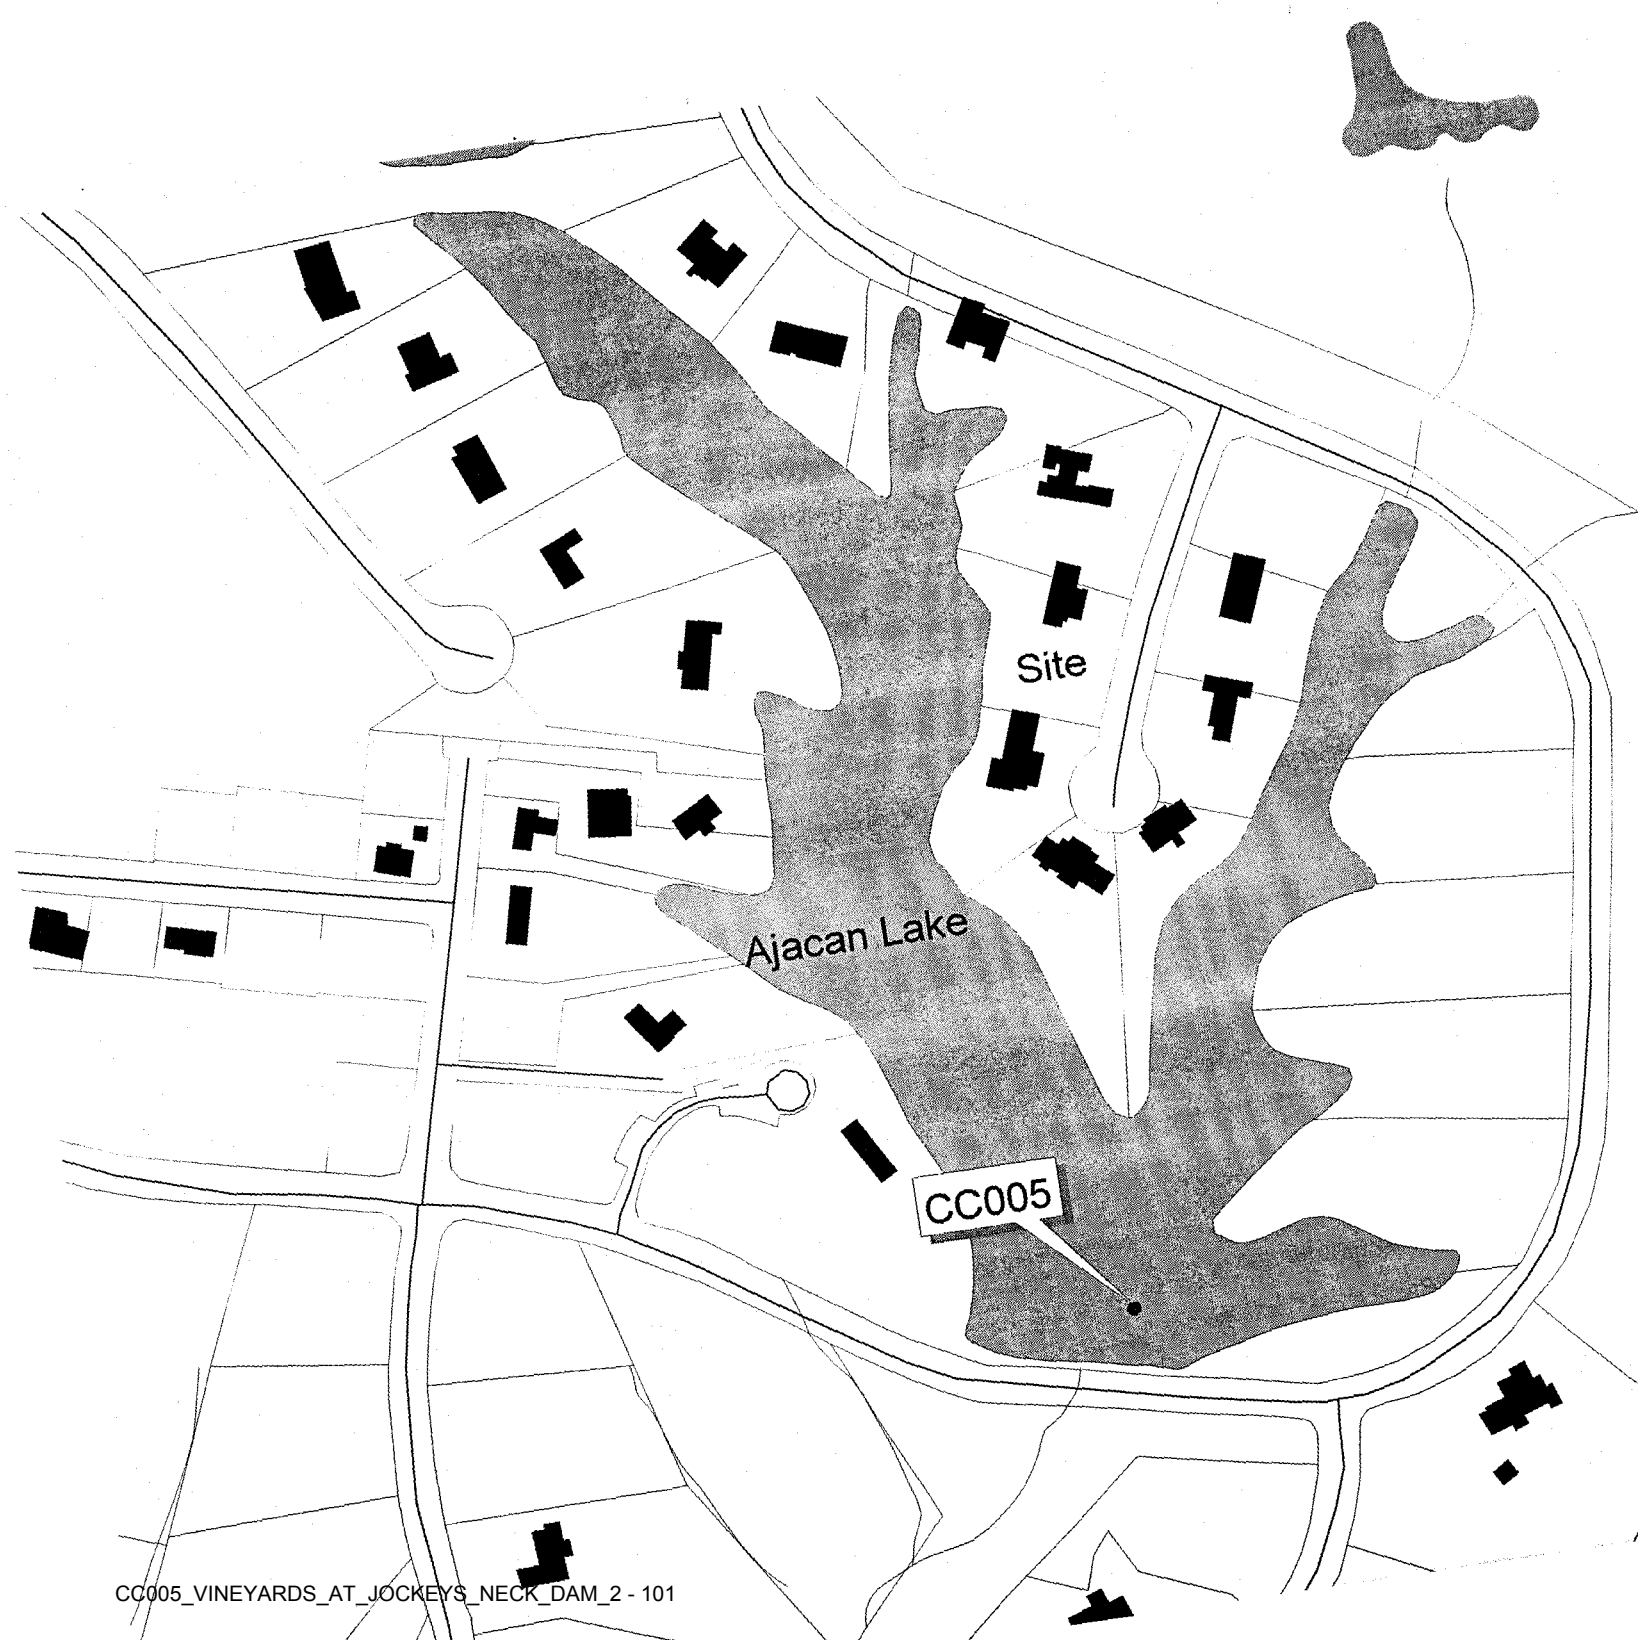 Site
Ajacan Lake
CC005
CC005_VINEYARDS_AT_JOCKEYS_NECK_DAM_2 - 101